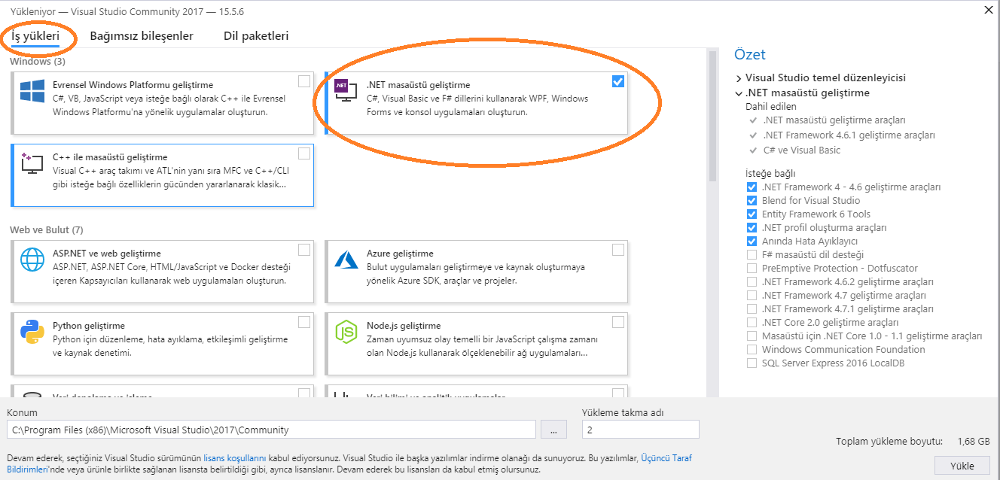 Yükleniyor — Visual Studio Community 2017 — 15.5.6
İş yükleri
Bağımsız bileşenler
Dil paketleri
Windows (3)
Evrensel Windows Platformu geliştirme
C#, VB, JavaScript veya isteğe bağlı olarak C++ ile Evrensel
Windows Platformu'na yönelik uygulamalar oluşturun.
.NET
.NET masaüstü geliştirme
C#, Visual Basic ve F# dillerini kullanarak WPF, Windows
Forms ve konsol uygulamaları oluşturun.
C++ ile masaüstü geliştirme
Visual C++ araç takımı ve ATL'nin yanı sıra MFC ve C++/CLI
gibi isteğe bağlı özelliklerin gücünden yararlanarak klasik...
Web ve Bulut (7)
ASP.NET ve web geliştirme
ASP.NET, ASP.NET Core, HTML/JavaScript ve Docker desteği
içeren Kapsayıcıları kullanarak web uygulamaları oluşturun.
Azure geliştirme
Bulut uygulamaları geliştirmeye ve kaynak oluşturmaya
yönelik Azure SDK, araçlar ve projeler.
Python geliştirme
Python için düzenleme, hata ayıklama, etkileşimli geliştirme
ve kaynak denetimi.
JS
Node.js geliştirme
Zaman uyumsuz olay temelli bir JavaScript çalışma zamanı
olan Node.js kullanarak ölçeklenebilir ağ uygulamaları...
Veri depolama ve işleme
Veri bilimi ve analitik uygulamalar
Özet
Visual Studio temel düzenleyicisi
.NET masaüstü geliştirme
Dahil edilen
.NET masaüstü geliştirme araçları
.NET Framework 4.6.1 geliştirme araçları
C# ve Visual Basic
İsteğe bağlı
.NET Framework 4 - 4.6 geliştirme araçları
Blend for Visual Studio
Entity Framework 6 Tools
.NET profil oluşturma araçları
Anında Hata Ayıklayıcı
F# masaüstü dil desteği
PreEmptive Protection - Dotfuscator
.NET Framework 4.6.2 geliştirme araçları
.NET Framework 4.7 geliştirme araçları
.NET Framework 4.7.1 geliştirme araçları
.NET Core 2.0 geliştirme araçları
Masaüstü için .NET Core 1.0 - 1.1 geliştirme araçları
Windows Communication Foundation
SQL Server Express 2016 LocalDB
Konum
C:\Program Files (x86)\Microsoft Visual Studio\2017\Community
...
Yükleme takma adı
2
Toplam yükleme boyutu: 1,68 GB
Devam ederek, seçtiğiniz Visual Studio sürümünün lisans koşullarını kabul ediyorsunuz. Visual Studio ile başka yazılımlar indirme olanağı da sunuyoruz. Bu yazılımlar, Üçüncü Taraf
Bildirimleri'nde veya ürünle birlikte sağlanan lisansta belirtildiği gibi, ayrıca lisanslanır. Devam ederek bu lisansları da kabul etmiş olursunuz.
Yükle